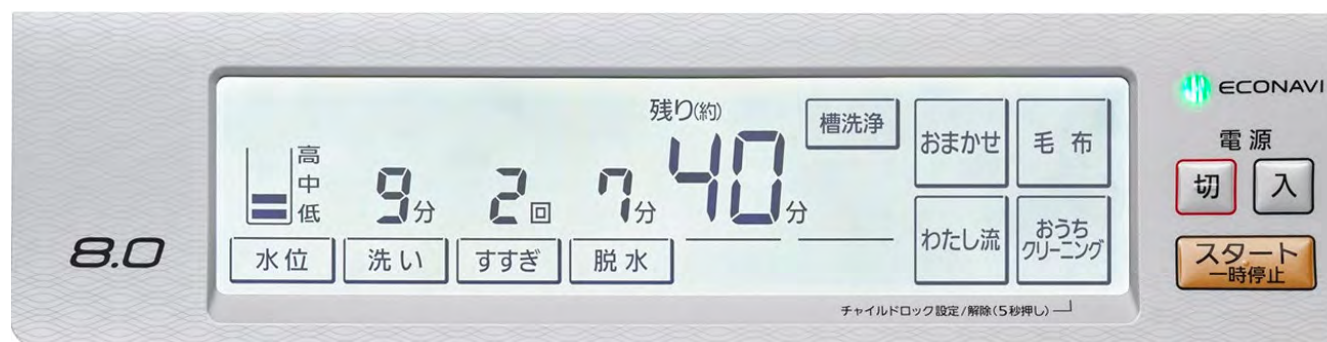 8.0
高
中
低
9分
2回
7分
残り(約)
40分
水位
洗い
すすぎ
脱水
槽洗浄
おまかせ
毛布
わたし流
おうち
クリーニング
チャイルドロック設定/解除(5秒押し)
ECONAVI
電源
切
入
スタート
一時停止